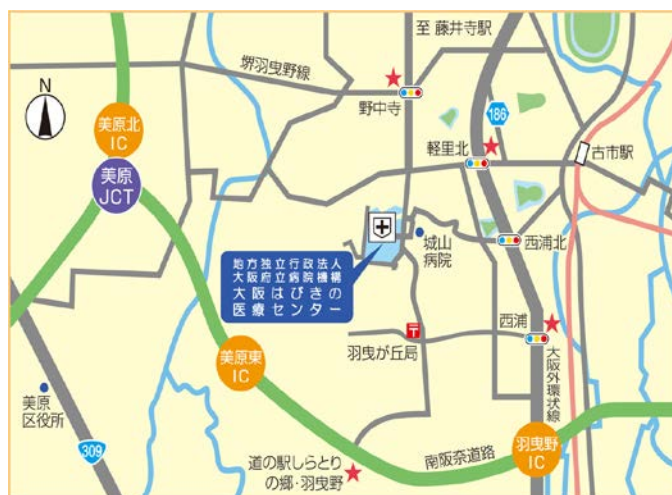 至 藤井寺駅
堺羽曳野線
N
野中寺
美原北
IC
186
軽里北
古市駅
美原
JCT
城山
病院
西浦北
地方独立行政法人
大阪府立病院機構
大阪はびきの
医療センター
西浦
羽曳が丘局
大阪外環状線
美原東
IC
美原
区役所
309
道の駅しらとり
の郷・羽曳野
南阪奈道路
羽曳野
IC